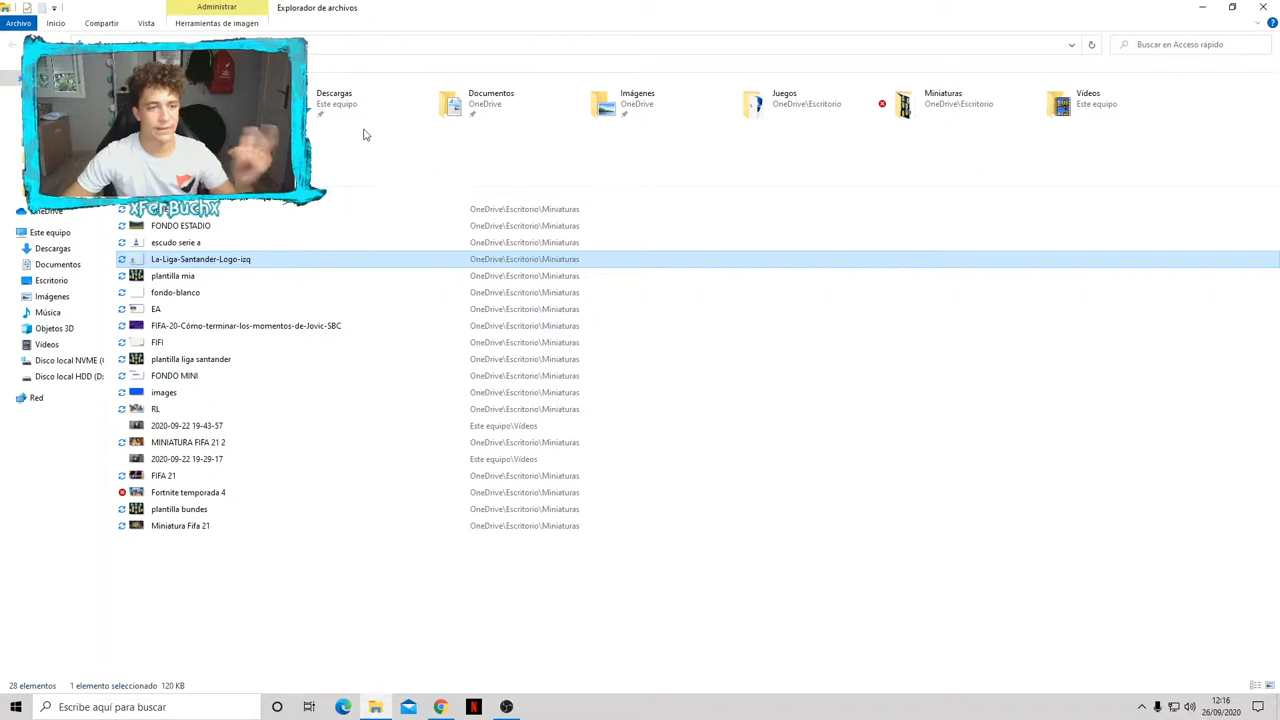 Administrar
Explorador de archivos
Archivo
Inicio
Compartir
Vista
Herramientas de imagen
Buscar en Acceso rápido
Descargas
Este equipo
Documentos
OneDrive
Imágenes
OneDrive
Juegos
OneDrive\Escritorio
Miniaturas
OneDrive\Escritorio
Vídeos
Este equipo
xFerBuchx
OneDrive
Este equipo
Descargas
Documentos
Escritorio
Imágenes
Música
Objetos 3D
Vídeos
Disco local NVME (
Disco local HDD (D:
Red
OneDrive\Escritorio\Miniaturas
FONDO ESTADIO OneDrive\Escritorio\Miniaturas
escudo serie a OneDrive\Escritorio\Miniaturas
La-Liga-Santander-Logo-izq OneDrive\Escritorio\Miniaturas
plantilla mia OneDrive\Escritorio\Miniaturas
fondo-blanco OneDrive\Escritorio\Miniaturas
EA OneDrive\Escritorio\Miniaturas
FIFA-20-Cómo-terminar-los-momentos-de-Jovic-SBC OneDrive\Escritorio\Miniaturas
FIFI OneDrive\Escritorio\Miniaturas
plantilla liga santander OneDrive\Escritorio\Miniaturas
FONDO MINI OneDrive\Escritorio\Miniaturas
images OneDrive\Escritorio\Miniaturas
RL OneDrive\Escritorio\Miniaturas
2020-09-22 19-43-57 Este equipo\Vídeos
MINIATURA FIFA 21 2 OneDrive\Escritorio\Miniaturas
2020-09-22 19-29-17 Este equipo\Vídeos
FIFA 21 OneDrive\Escritorio\Miniaturas
Fortnite temporada 4 OneDrive\Escritorio\Miniaturas
plantilla bundes OneDrive\Escritorio\Miniaturas
Miniatura Fifa 21 OneDrive\Escritorio\Miniaturas
28 elementos
1 elemento seleccionado 120 KB
Escribe aquí para buscar
12:16
26/09/2020